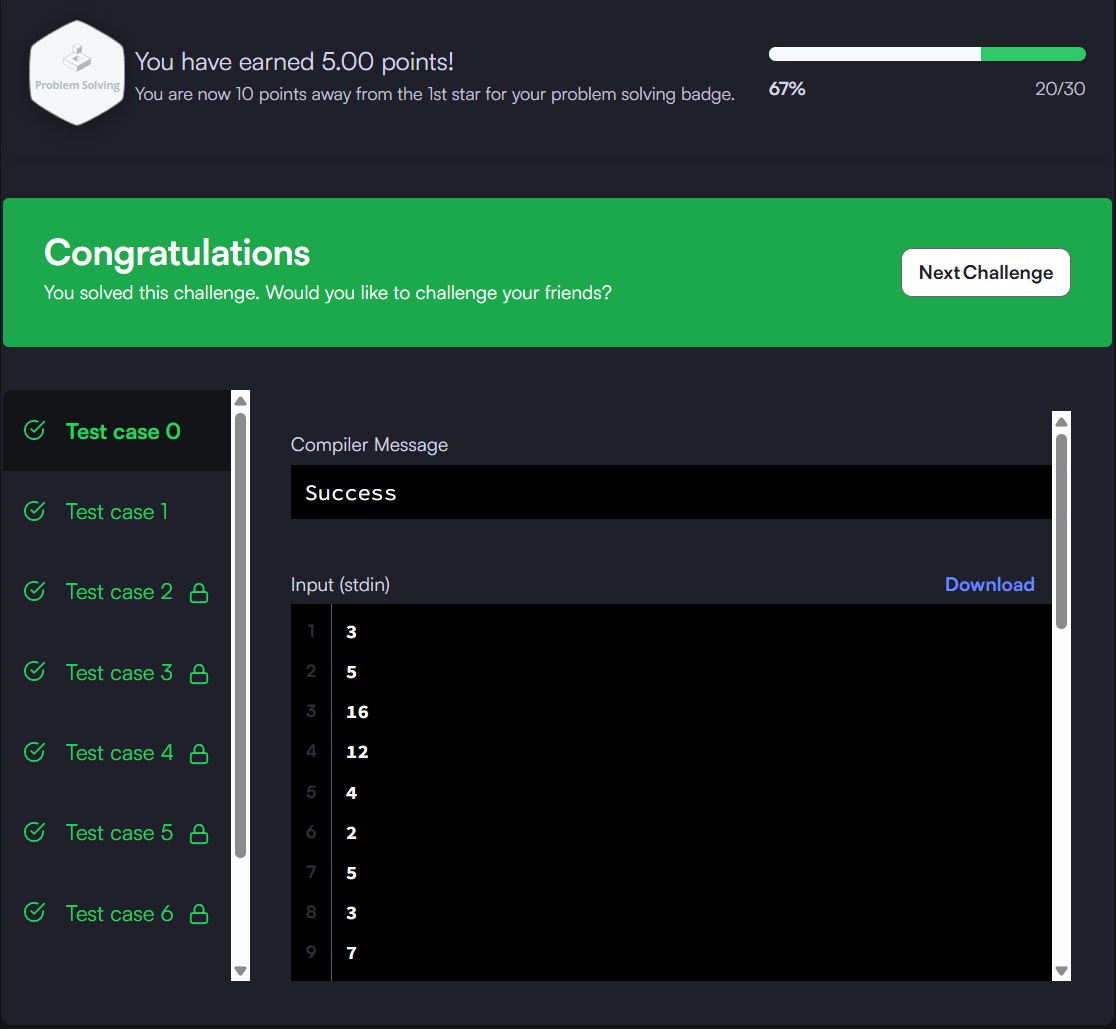 Problem Solving
You have earned 5.00 points!
You are now 10 points away from the 1st star for your problem solving badge.
67%
20/30
Congratulations
You solved this challenge. Would you like to challenge your friends?
Next Challenge
Test case 0
Test case 1
Test case 2
Test case 3
Test case 4
Test case 5
Test case 6
Compiler Message
Success
Input (stdin)
Download
1 3
2 5
3 16
4 12
5 4
6 2
7 5
8 3
9 7